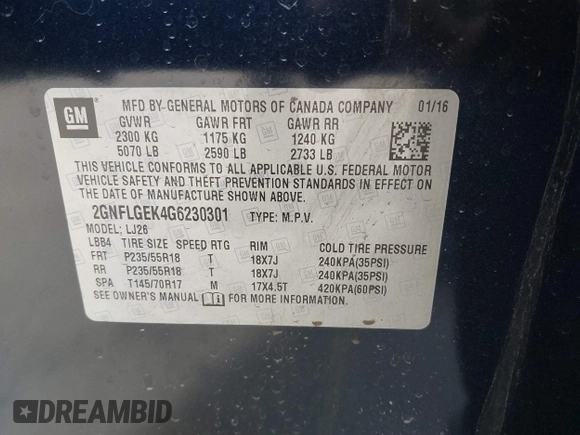 GM
MFD BY-GENERAL MOTORS OF CANADA COMPANY 01/16
GVWR GAWR FRT GAWR RR
2300 KG 1175 KG 1240 KG
5070 LB 2590 LB 2733 LB
THIS VEHICLE CONFORMS TO ALL APPLICABLE U.S. FEDERAL MOTOR
VEHICLE SAFETY AND THEFT PREVENTION STANDARDS IN EFFECT ON
THE DATE OF MANUFACTURE SHOWN ABOVE.
2GNFLGEK4G6230301 TYPE: M.P.V.
MODEL: LJ26
LBB4 TIRE SIZE SPEED RTG RIM COLD TIRE PRESSURE
FRT P235/55R18 T 18X7J 240KPA(35PSI)
RR P235/55R18 T 18X7J 240KPA(35PSI)
SPA T145/70R17 M 17X4.5T 420KPA(60PSI)
SEE OWNER'S MANUAL FOR MORE INFORMATION
DREAMBID